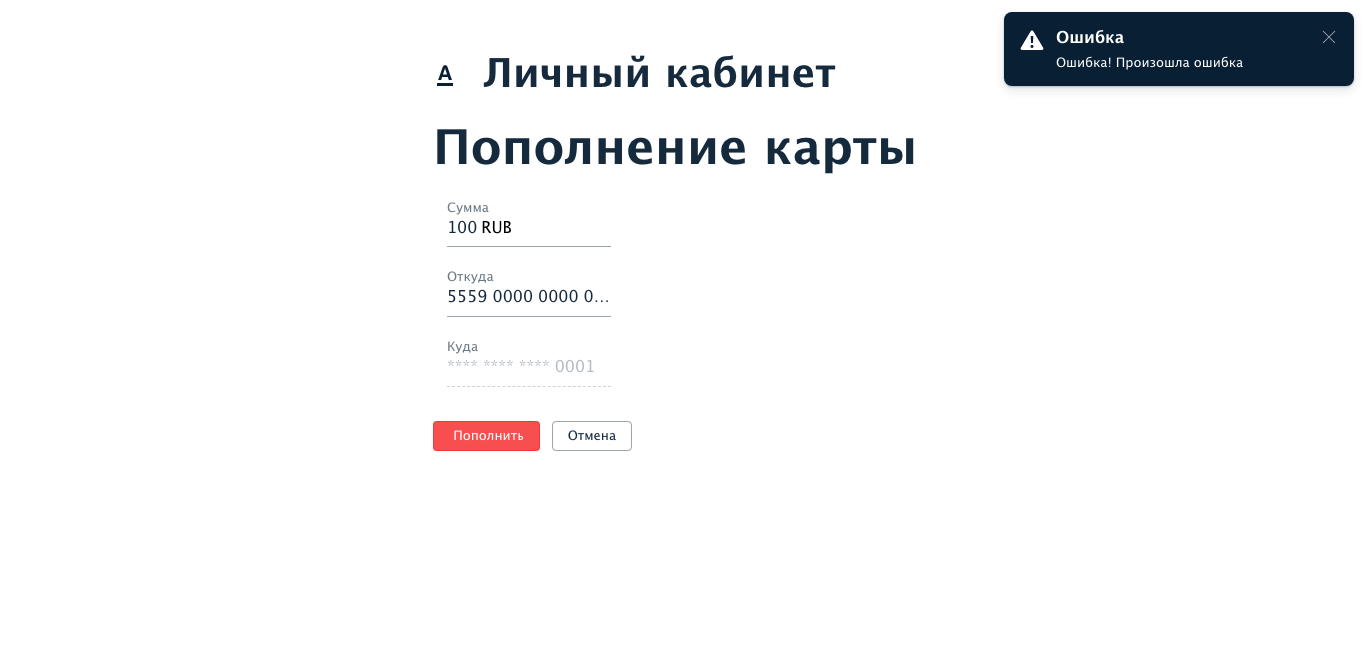 А Личный кабинет
Ошибка
Ошибка! Произошла ошибка
Пополнение карты
Сумма
100 RUB
Откуда
5559 0000 0000 0...
Куда
**** **** **** 0001
Пополнить
Отмена